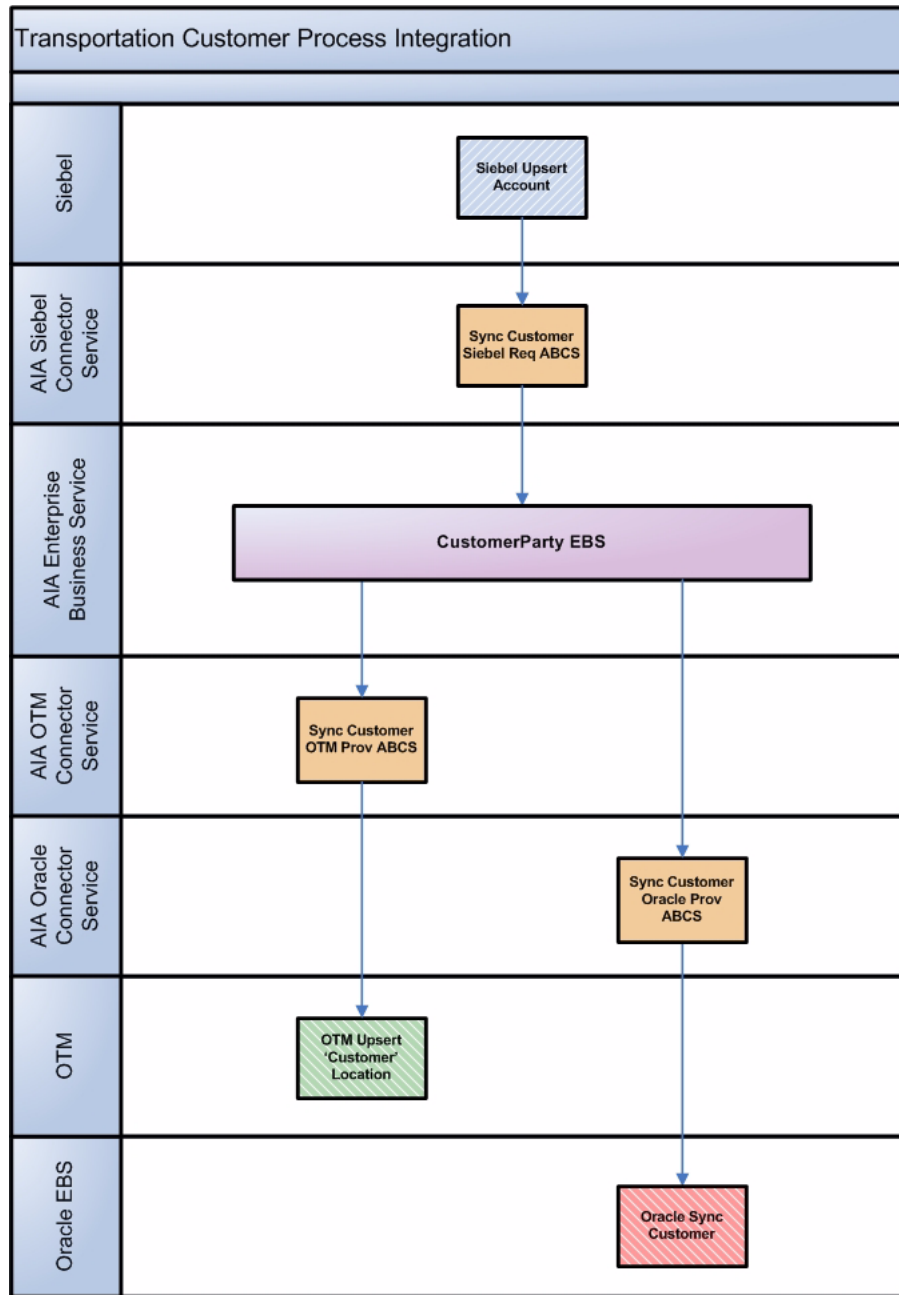 Transportation Customer Process Integration
Siebel
Siebel Upsert
Account
AIA Siebel
Connector
Service
Sync Customer
Siebel Req ABCS
AIA Enterprise
Business Service
CustomerParty EBS
AIA OTM
Connector
Service
Sync Customer
OTM Prov ABCS
AIA Oracle
Connector
Service
Sync Customer
Oracle Prov
ABCS
OTM
OTM Upsert
‘Customer’
Location
Oracle EBS
Oracle Sync
Customer